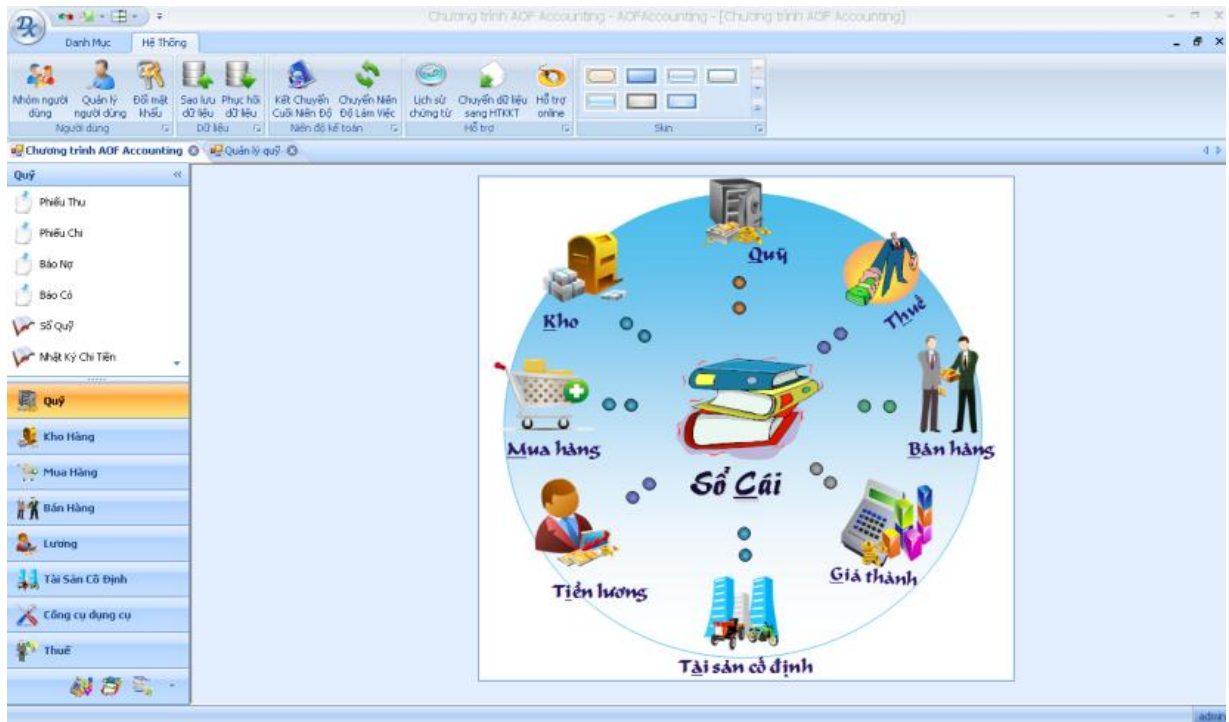 Chương trình AOF Accounting - AOFAccounting - [Chương trình AOF Accounting]
Danh Mục
Hệ Thống
Nhóm người dùng
Quản lý người dùng
Đổi mật khẩu
Sao lưu dữ liệu
Phục hồi dữ liệu
Kết Chuyển Cuối Niên Độ
Chuyển Niên Độ Làm Việc
Lịch sử chứng từ
Chuyển dữ liệu sang HTKKT
Hỗ trợ online
Người dùng
Dữ liệu
Niên độ kế toán
Hỗ trợ
Skin
Chương trình AOF Accounting
Quản lý quỹ
Quỹ
Phiếu Thu
Phiếu Chi
Báo Nợ
Báo Có
Sổ Quỹ
Nhật Ký Chi Tiền
Quỹ
Kho Hàng
Mua Hàng
Bán Hàng
Lương
Tài Sản Cố Định
Công cụ dụng cụ
Thuế
Quỹ
Thuế
Kho
Mua hàng
Bán hàng
Sổ Cái
Giá thành
Tiền lương
Tài sản cố định
admin